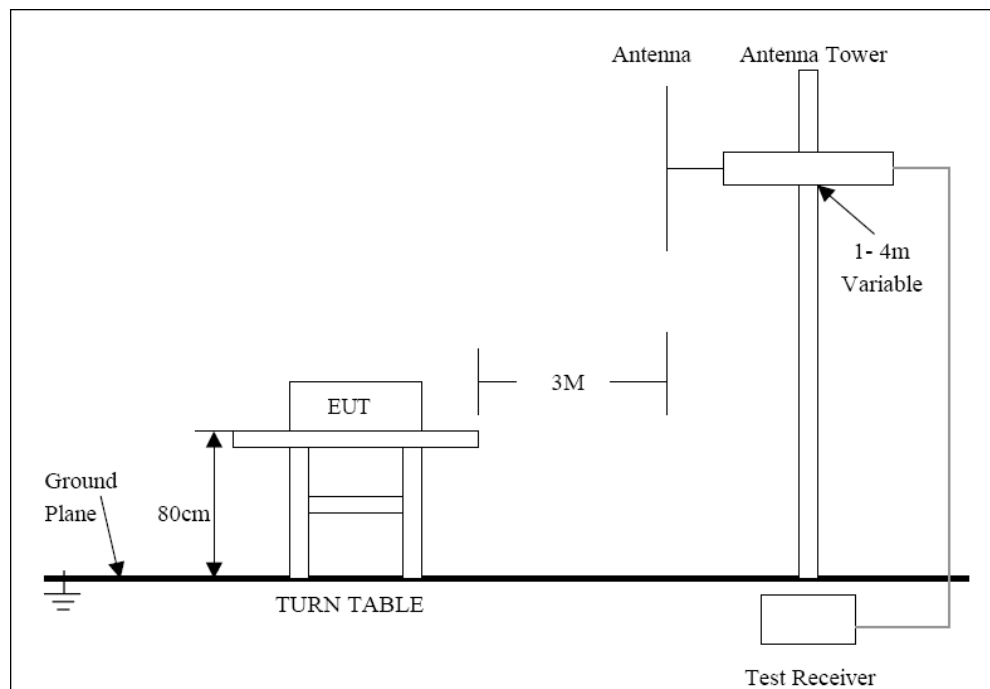 Antenna
Antenna Tower
1- 4m
Variable
3M
EUT
Ground
Plane
80cm
TURN TABLE
Test Receiver